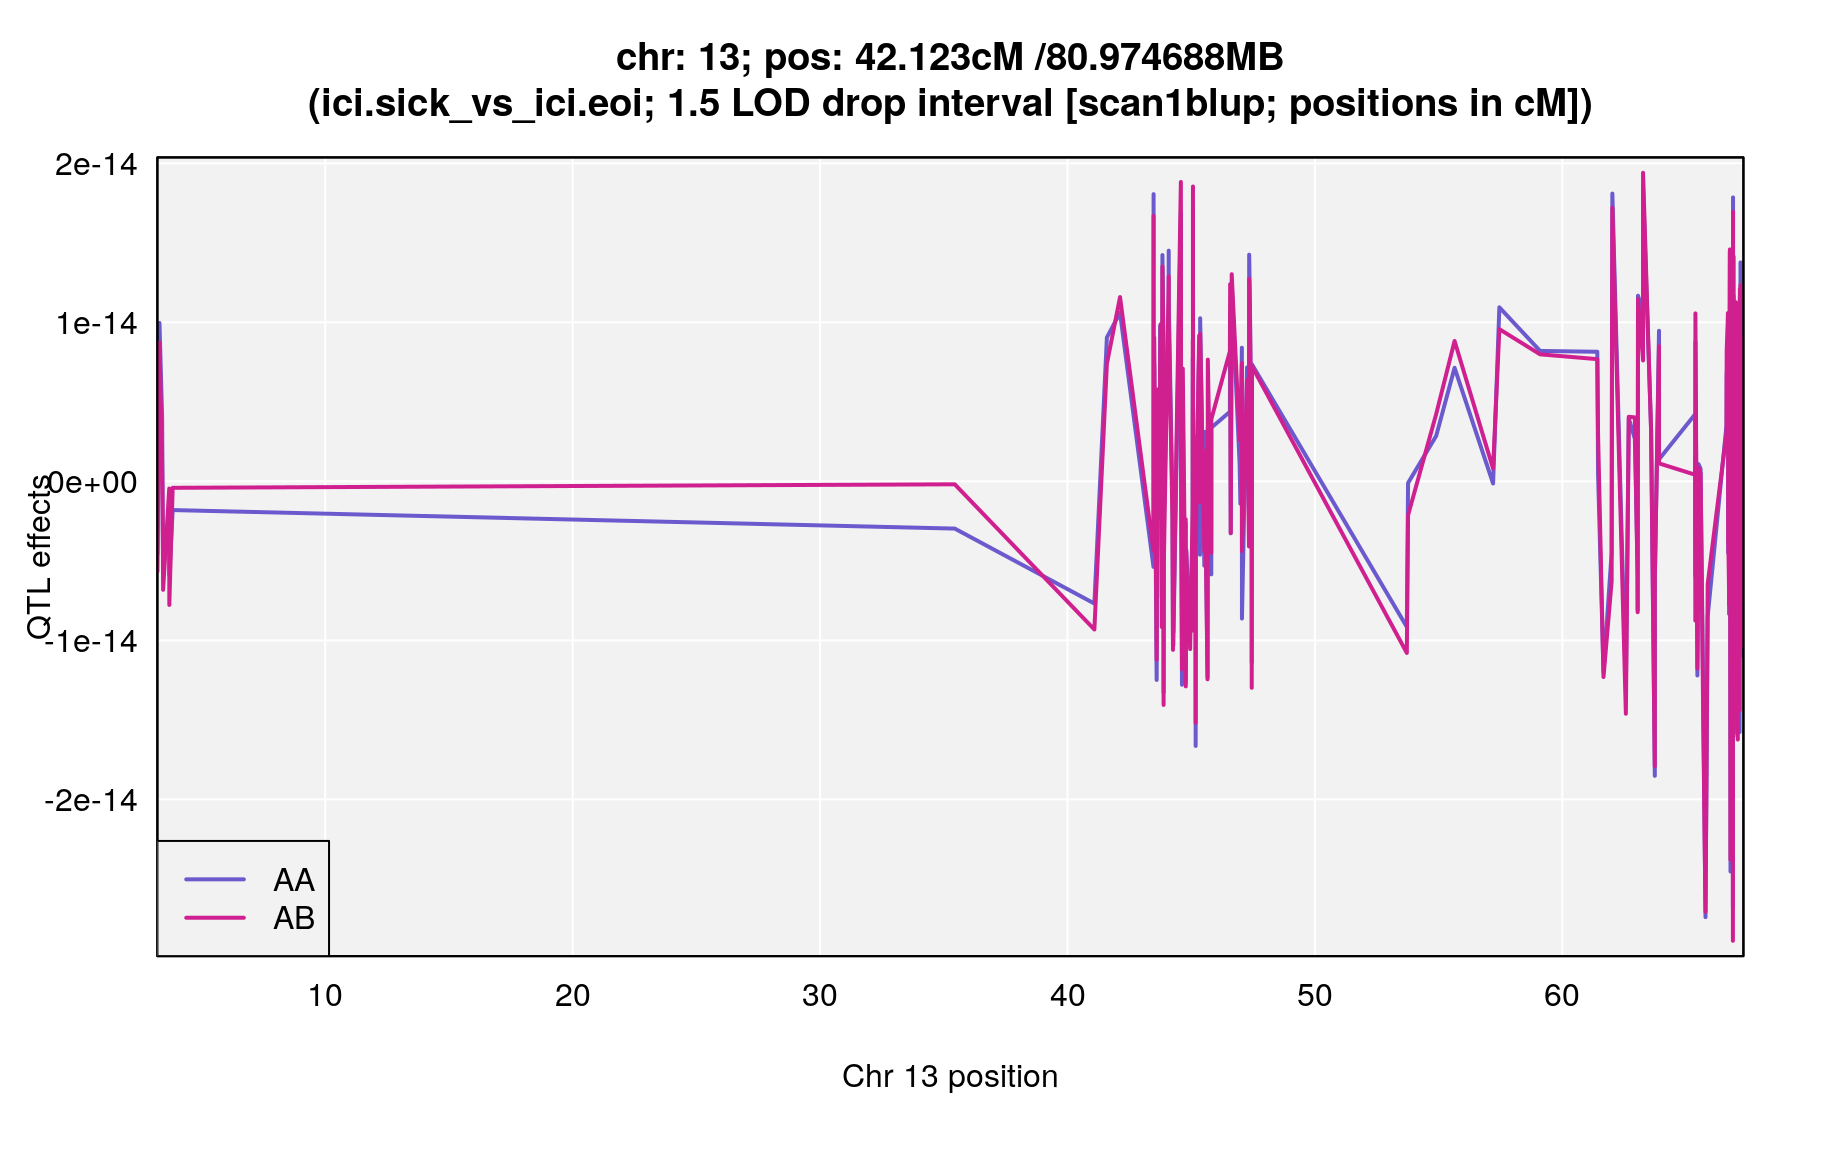 chr: 13; pos: 42.123cM /80.974688MB
(ici.sick_vs_ici.eoi; 1.5 LOD drop interval [scan1blup; positions in cM])
QTL effects
2e-14
1e-14
0e+00
-1e-14
-2e-14
AA
AB
10 20 30 40 50 60
Chr 13 position